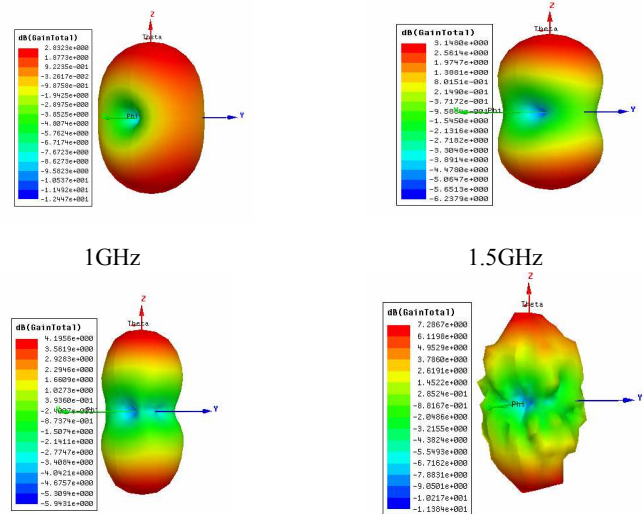 dB(GainTotal)
2.8323e+000
1.8773e+000
9.2235e-001
-3.2617e-002
-9.8758e-001
-1.9425e+000
-2.8975e+000
-3.8525e+000
-4.8074e+000
-5.7624e+000
-6.7174e+000
-7.6723e+000
-8.6273e+000
-9.5823e+000
-1.0537e+001
-1.1492e+001
-1.2447e+001
Z
Theta
Phi
Y
dB(GainTotal)
3.1480e+000
2.5614e+000
1.9747e+000
1.3881e+000
8.0151e-001
2.1490e-001
-3.7172e-001
-1.5450e+000
-2.1316e+000
-2.7182e+000
-3.3048e+000
-3.8914e+000
-4.4780e+000
-5.0647e+000
-5.6513e+000
-6.2379e+000
Z
Theta
Phi
Y
1GHz
1.5GHz
dB(GainTotal)
4.1956e+000
3.5619e+000
2.9283e+000
2.2946e+000
1.6609e+000
1.0273e+000
3.9360e-001
-8.7374e-001
-1.5074e+000
-2.1411e+000
-2.7747e+000
-3.4084e+000
-4.0421e+000
-4.6757e+000
-5.3094e+000
-5.9431e+000
Z
Theta
Phi
Y
dB(GainTotal)
7.2867e+000
6.1198e+000
4.9529e+000
3.7860e+000
2.6191e+000
1.4522e+000
2.8524e-001
-8.8167e-001
-2.0486e+000
-3.2155e+000
-4.3824e+000
-5.5493e+000
-6.7162e+000
-7.8831e+000
-9.0501e+000
-1.0217e+001
-1.1384e+001
Z
Theta
Phi
Y